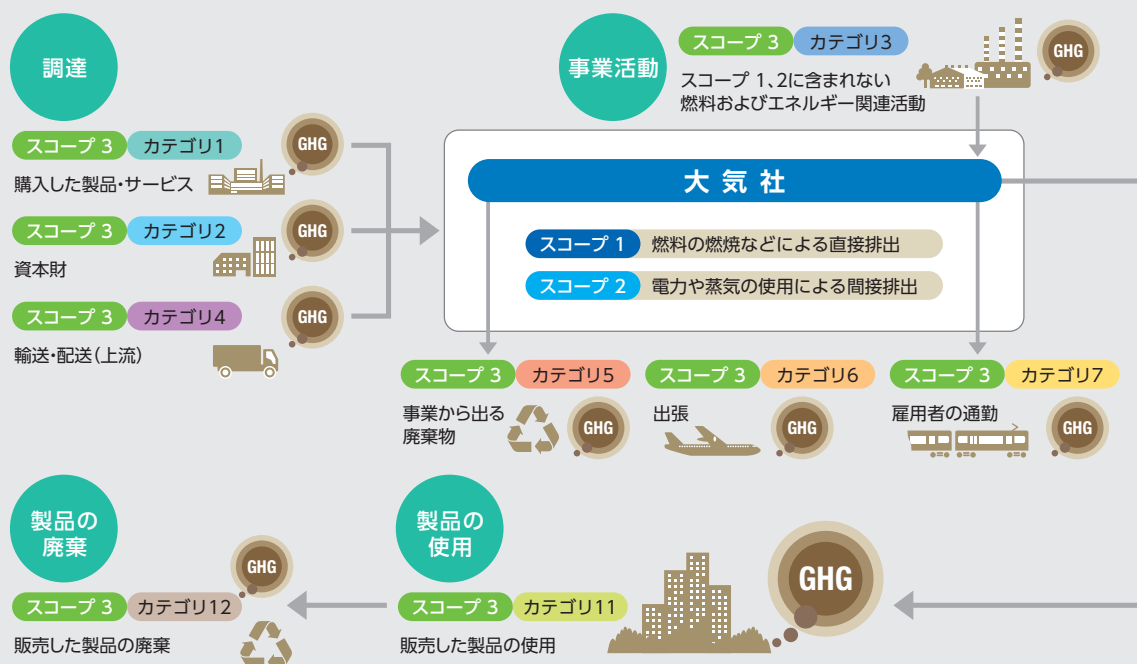 調達
スコープ 3 カテゴリ1
GHG
購入した製品・サービス
スコープ 3 カテゴリ2
GHG
資本財
スコープ 3 カテゴリ4
GHG
輸送・配送(上流)
事業活動
スコープ 3 カテゴリ3
GHG
スコープ 1、2に含まれない
燃料およびエネルギー関連活動
大気社
スコープ 1 燃料の燃焼などによる直接排出
スコープ 2 電力や蒸気の使用による間接排出
スコープ 3 カテゴリ5
事業から出る
廃棄物
GHG
スコープ 3 カテゴリ6
出張
GHG
スコープ 3 カテゴリ7
雇用者の通勤
GHG
製品の
廃棄
GHG
スコープ 3 カテゴリ12
販売した製品の廃棄
製品の
使用
GHG
スコープ 3 カテゴリ11
販売した製品の使用